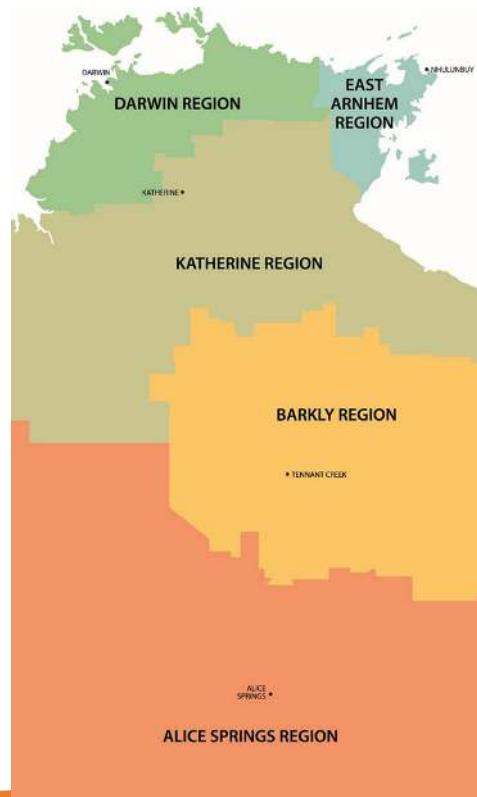 DARWIN
NHULUNBUY
DARWIN REGION
EAST
ARNHEM
REGION
KATHERINE
KATHERINE REGION
BARKLY REGION
TENNANT CREEK
ALICE
SPRINGS
ALICE SPRINGS REGION